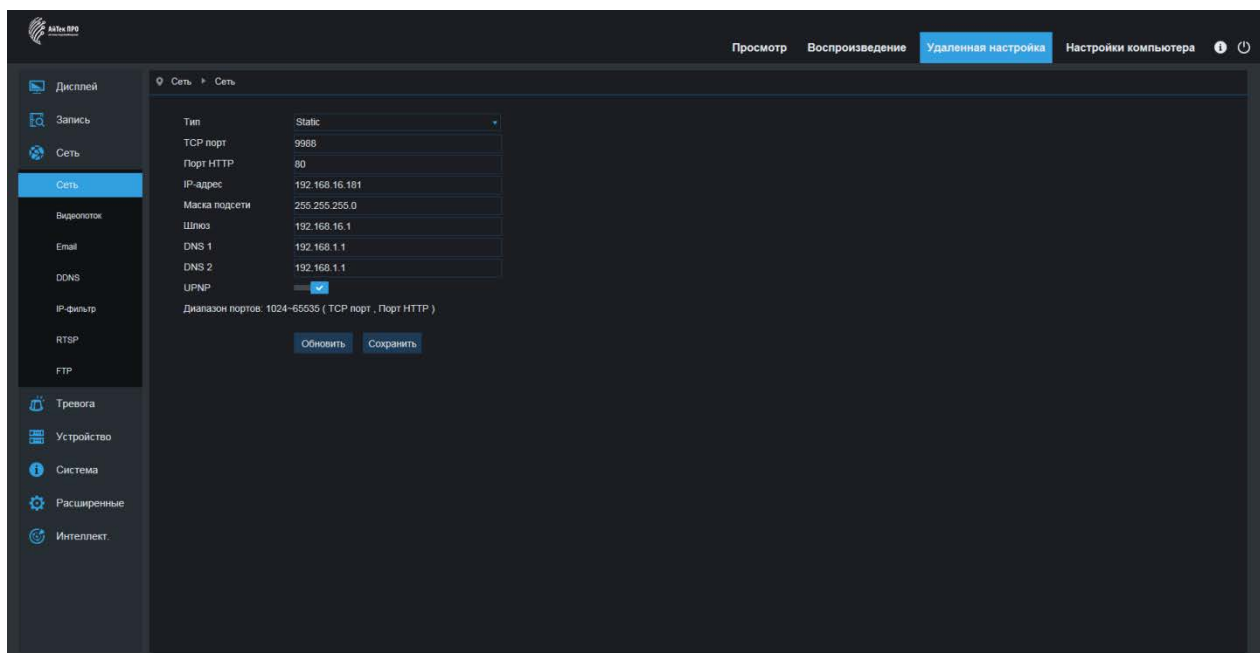 АйТек ПРО
Просмотр Воспроизведение Удаленная настройка Настройки компьютера
Дисплей
Запись
Сеть
Сеть
Видеопоток
Email
DDNS
IP-фильтр
RTSP
FTP
Тревога
Устройство
Система
Расширенные
Интеллект.
Сеть Сеть
Тип Static
TCP порт 9988
Порт HTTP 80
IP-адрес 192.168.16.181
Маска подсети 255.255.255.0
Шлюз 192.168.16.1
DNS 1 192.168.1.1
DNS 2 192.168.1.1
UPNP
Диапазон портов: 1024~65535 ( TCP порт , Порт HTTP )
Обновить Сохранить